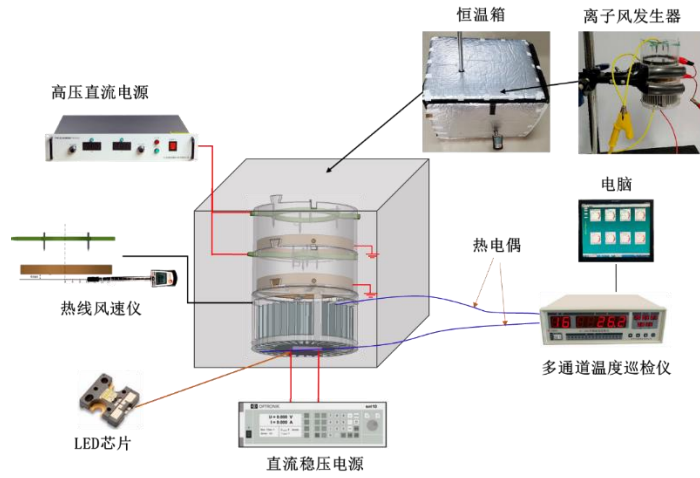 恒温箱
离子风发生器
高压直流电源
电脑
热电偶
热线风速仪
多通道温度巡检仪
LED芯片
直流稳压电源